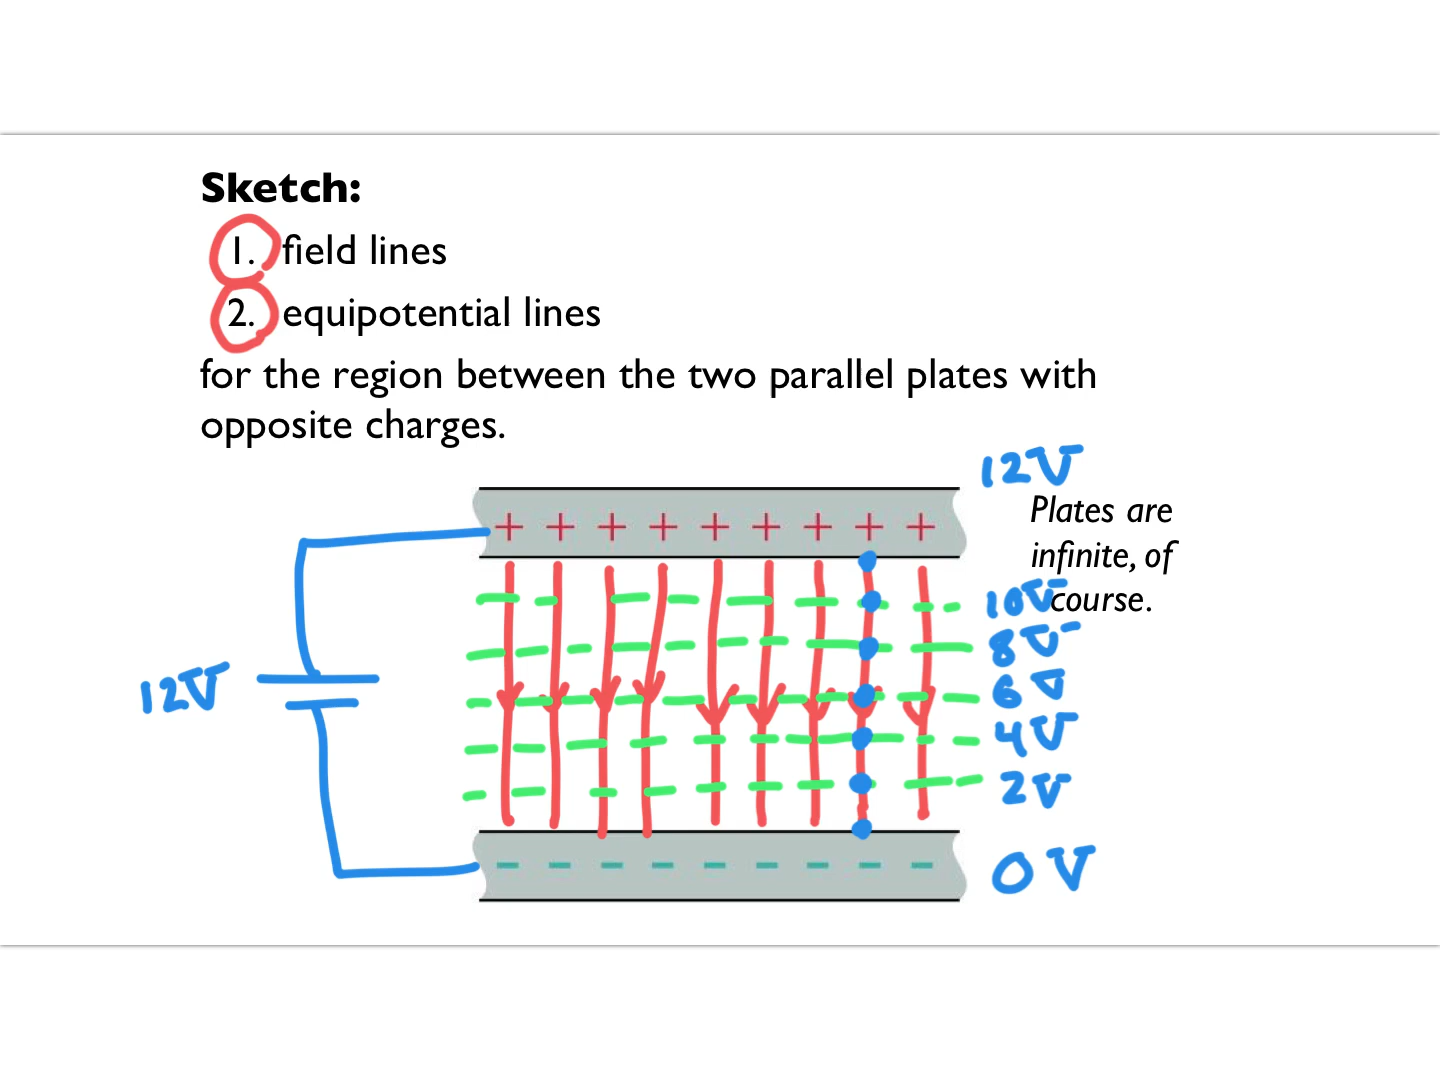 Sketch:
1. field lines
2. equipotential lines
for the region between the two parallel plates with
opposite charges.
12V
Plates are
infinite, of
course.
10V
8V
6V
4V
2V
0V
12V
+ + + + + + + + +
- - - - - - - - -